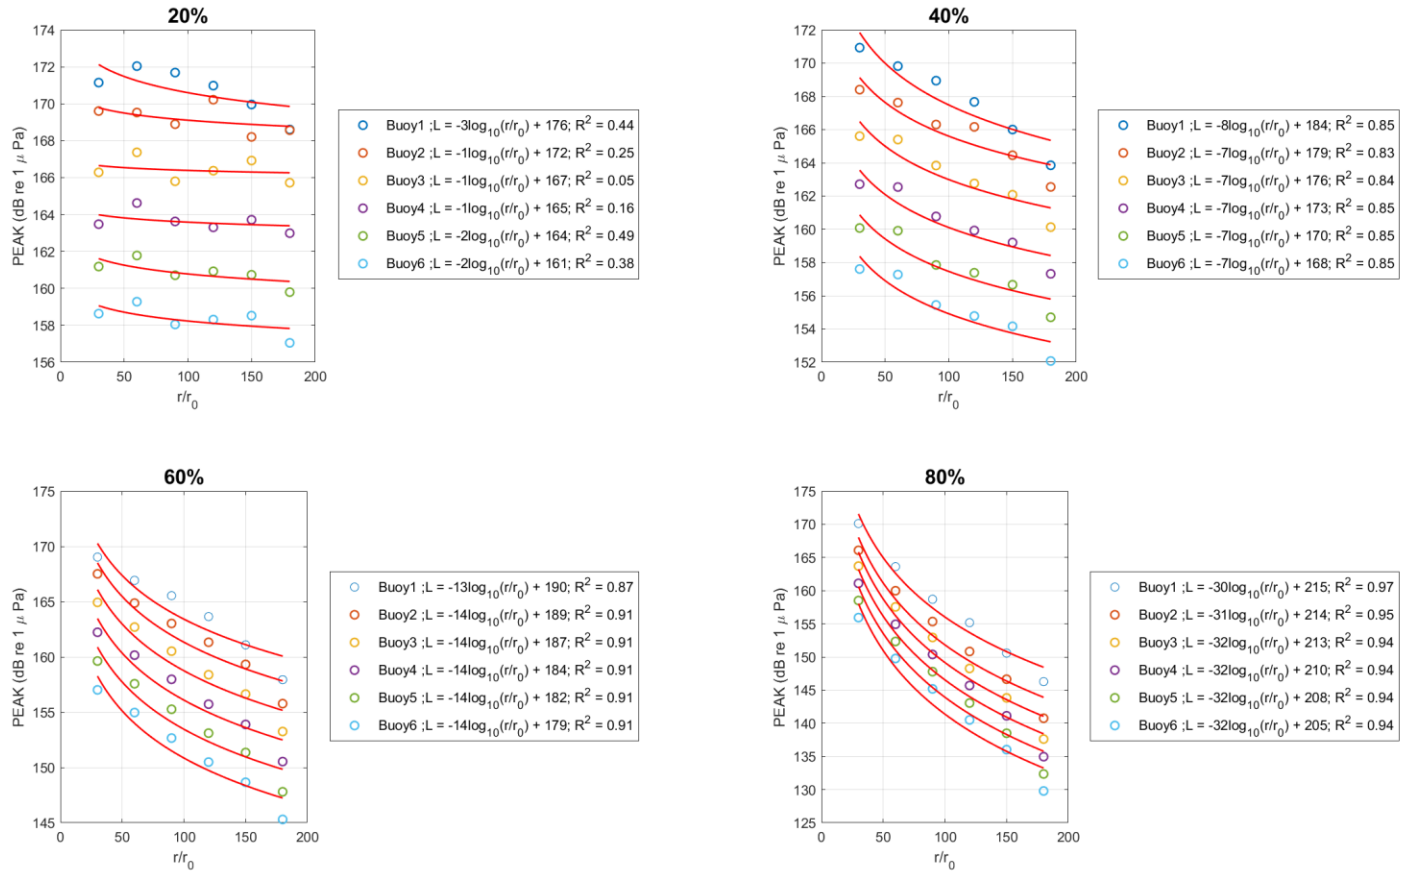 20%
174
172
170
168
166
164
162
160
158
156
PEAK (dB re 1 μ Pa)
0 50 100 150 200
r/r0
Buoy1 ;L = -3log10(r/r0) + 176; R2 = 0.44
Buoy2 ;L = -1log10(r/r0) + 172; R2 = 0.25
Buoy3 ;L = -1log10(r/r0) + 167; R2 = 0.05
Buoy4 ;L = -1log10(r/r0) + 165; R2 = 0.16
Buoy5 ;L = -2log10(r/r0) + 164; R2 = 0.49
Buoy6 ;L = -2log10(r/r0) + 161; R2 = 0.38
40%
172
170
168
166
164
162
160
158
156
154
152
PEAK (dB re 1 μ Pa)
0 50 100 150 200
r/r0
Buoy1 ;L = -8log10(r/r0) + 184; R2 = 0.85
Buoy2 ;L = -7log10(r/r0) + 179; R2 = 0.83
Buoy3 ;L = -7log10(r/r0) + 176; R2 = 0.84
Buoy4 ;L = -7log10(r/r0) + 173; R2 = 0.85
Buoy5 ;L = -7log10(r/r0) + 170; R2 = 0.85
Buoy6 ;L = -7log10(r/r0) + 168; R2 = 0.85
60%
175
170
165
160
155
150
145
PEAK (dB re 1 μ Pa)
0 50 100 150 200
r/r0
Buoy1 ;L = -13log10(r/r0) + 190; R2 = 0.87
Buoy2 ;L = -14log10(r/r0) + 189; R2 = 0.91
Buoy3 ;L = -14log10(r/r0) + 187; R2 = 0.91
Buoy4 ;L = -14log10(r/r0) + 184; R2 = 0.91
Buoy5 ;L = -14log10(r/r0) + 182; R2 = 0.91
Buoy6 ;L = -14log10(r/r0) + 179; R2 = 0.91
80%
175
170
165
160
155
150
145
140
135
130
125
PEAK (dB re 1 μ Pa)
0 50 100 150 200
r/r0
Buoy1 ;L = -30log10(r/r0) + 215; R2 = 0.97
Buoy2 ;L = -31log10(r/r0) + 214; R2 = 0.95
Buoy3 ;L = -32log10(r/r0) + 213; R2 = 0.94
Buoy4 ;L = -32log10(r/r0) + 210; R2 = 0.94
Buoy5 ;L = -32log10(r/r0) + 208; R2 = 0.94
Buoy6 ;L = -32log10(r/r0) + 205; R2 = 0.94